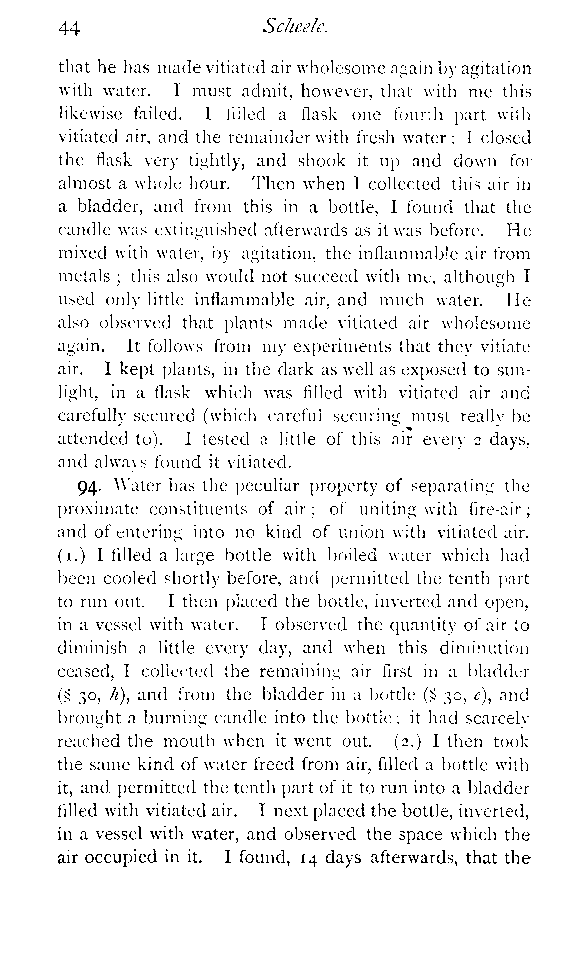 44 Scheele.
that he has made vitiated air wholesome again by agitation
with water. I must admit, however, that with me this
likewise failed. I filled a flask one fourth part with
vitiated air, and the remainder with fresh water; I closed
the flask very tightly, and shook it up and down for
almost a whole hour. Then when I collected this air in
a bladder, and from this in a bottle, I found that the
candle was extinguished afterwards as it was before. He
mixed with water, by agitation, the inflammable air from
metals; this also would not succeed with me, although I
used only little inflammable air, and much water. He
also observed that plants made vitiated air wholesome
again. It follows from my experiments that they vitiate
air. I kept plants, in the dark as well as exposed to sun-
light, in a flask which was filled with vitiated air and
carefully secured (which careful securing must really be
attended to). I tested a little of this air every 2 days,
and always found it vitiated.
94. Water has the peculiar property of separating the
proximate constituents of air; of uniting with fire-air;
and of entering into no kind of union with vitiated air.
(1.) I filled a large bottle with boiled water which had
been cooled shortly before, and permitted the tenth part
to run out. I then placed the bottle, inverted and open,
in a vessel with water. I observed the quantity of air to
diminish a little every day, and when this diminution
ceased, I collected the remaining air first in a bladder
(§ 30, h), and from the bladder in a bottle (§ 30, e), and
brought a burning candle into the bottle; it had scarcely
reached the mouth when it went out. (2.) I then took
the same kind of water freed from air, filled a bottle with
it, and permitted the tenth part of it to run into a bladder
filled with vitiated air. I next placed the bottle, inverted,
in a vessel with water, and observed the space which the
air occupied in it. I found, 14 days afterwards, that the